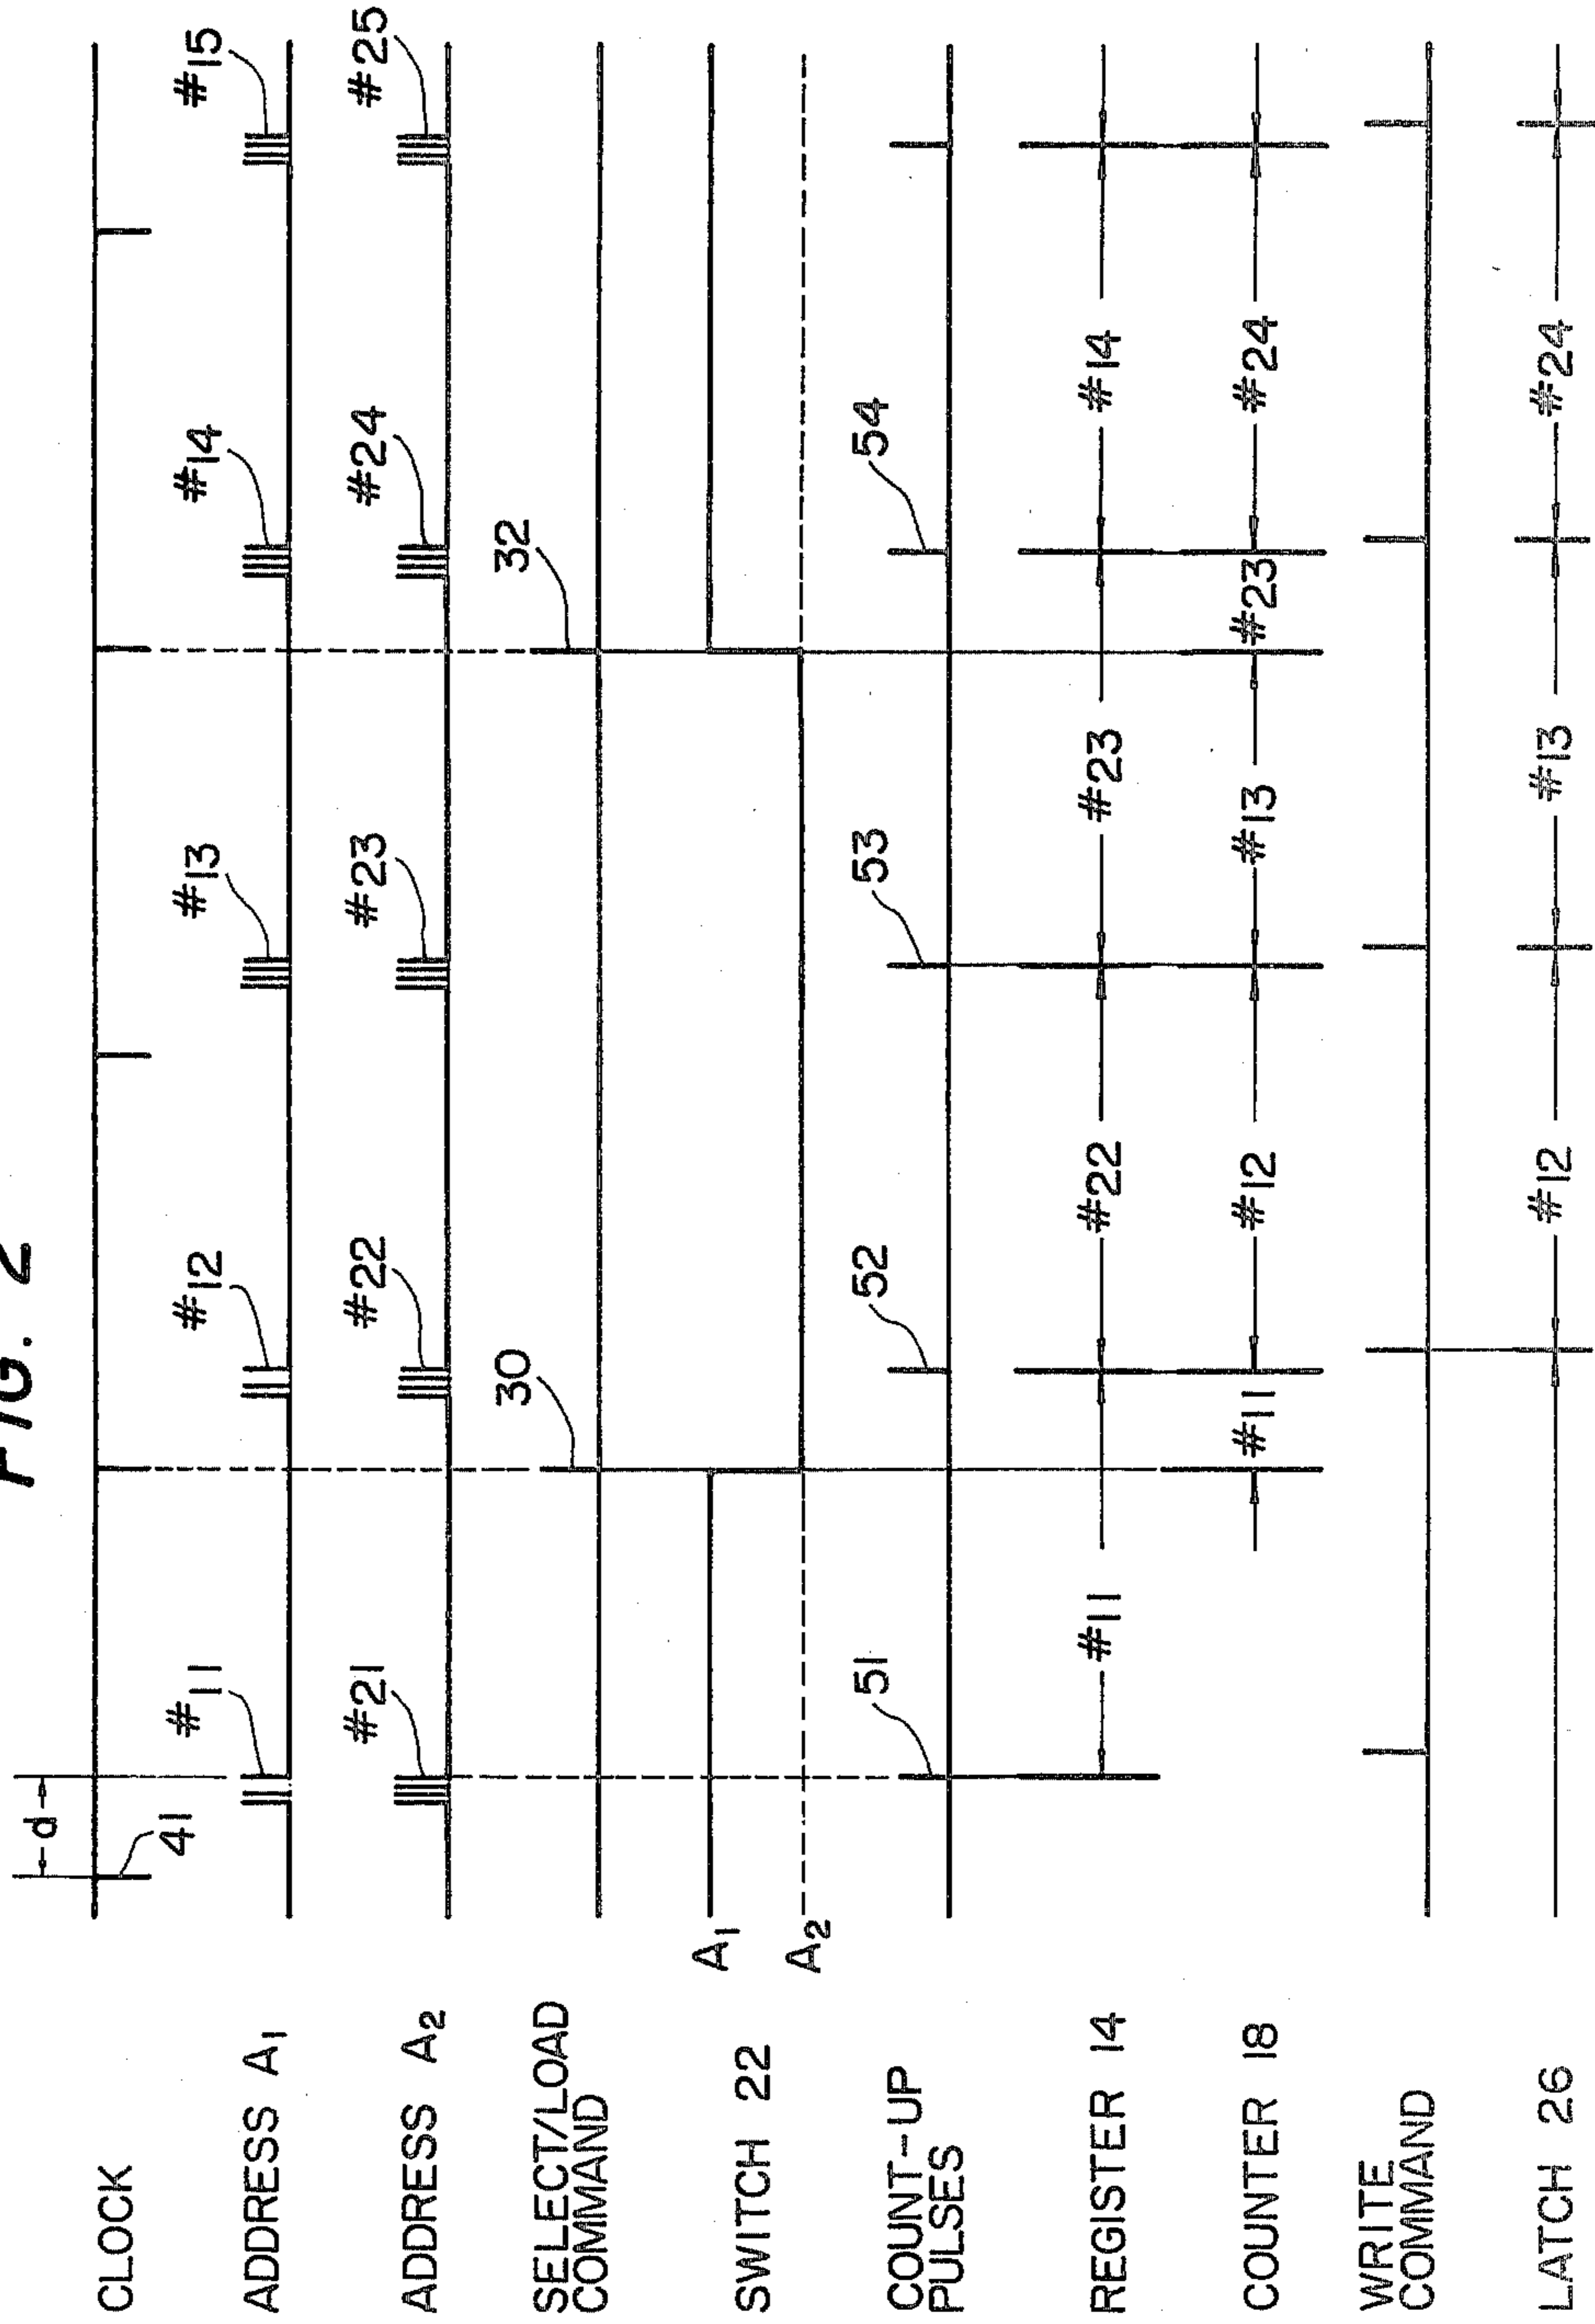 FIG. 2
CLOCK
d
41
ADDRESS A1
#11
#12
#13
#14
#15
ADDRESS A2
#21
#22
#23
#24
#25
SELECT/LOAD
COMMAND
30
32
SWITCH 22
A1
A2
COUNT-UP
PULSES
51
52
53
54
REGISTER 14
#11
#22
#23
#14
COUNTER 18
#11
#12
#13
#23
#24
WRITE
COMMAND
LATCH 26
#12
#13
#24